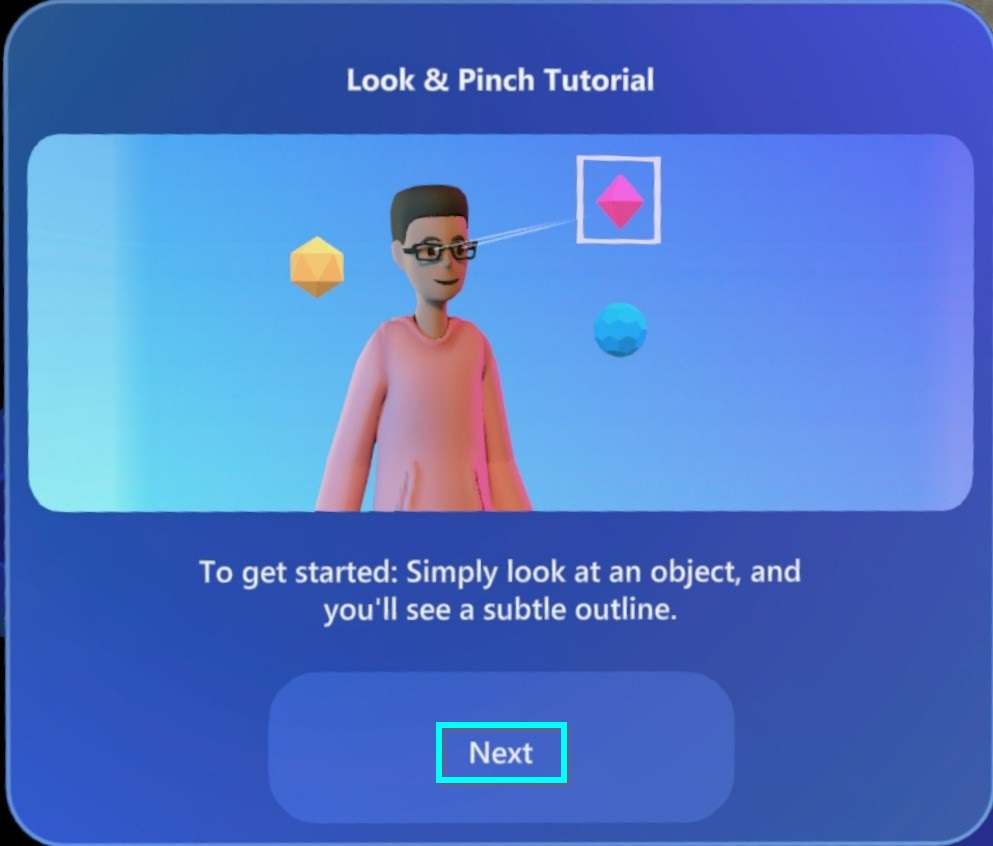 Look & Pinch Tutorial
To get started: Simply look at an object, and
you'll see a subtle outline.
Next